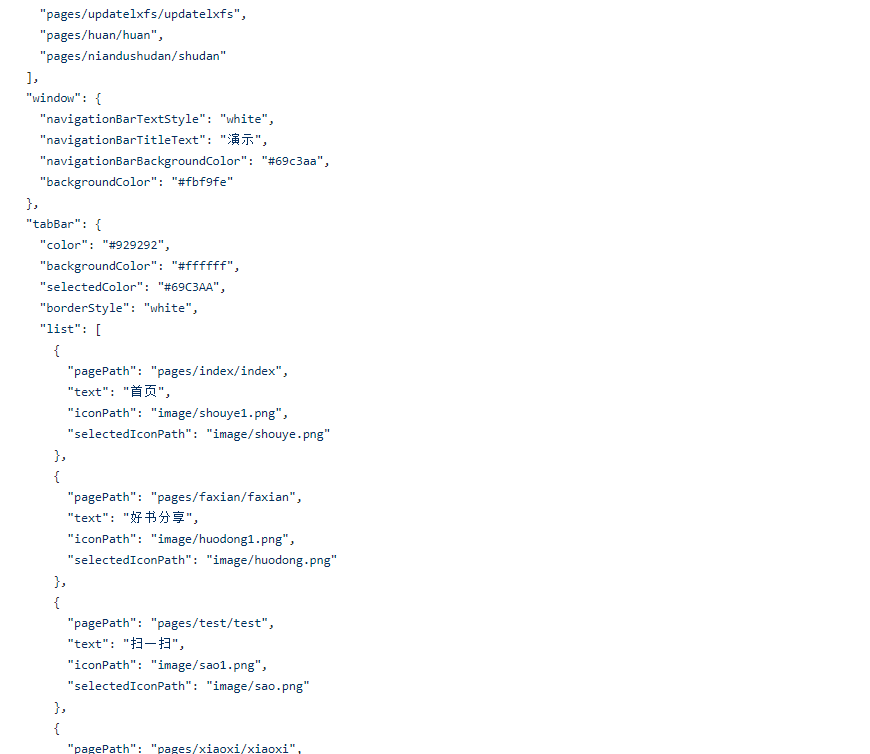 "pages/updatelxfs/updatelxfs",
"pages/huan/huan",
"pages/niandushudan/shudan"
],
"window": {
"navigationBarTextStyle": "white",
"navigationBarTitleText": "演示",
"navigationBarBackgroundColor": "#69c3aa",
"backgroundColor": "#fbf9fe"
},
"tabBar": {
"color": "#929292",
"backgroundColor": "#ffffff",
"selectedColor": "#69C3AA",
"borderStyle": "white",
"list": [
{
"pagePath": "pages/index/index",
"text": "首页",
"iconPath": "image/shouye1.png",
"selectedIconPath": "image/shouye.png"
},
{
"pagePath": "pages/faxian/faxian",
"text": "好书分享",
"iconPath": "image/huodong1.png",
"selectedIconPath": "image/huodong.png"
},
{
"pagePath": "pages/test/test",
"text": "扫一扫",
"iconPath": "image/sao1.png",
"selectedIconPath": "image/sao.png"
},
{
"pagePath": "pages/xiaoxi/xiaoxi",